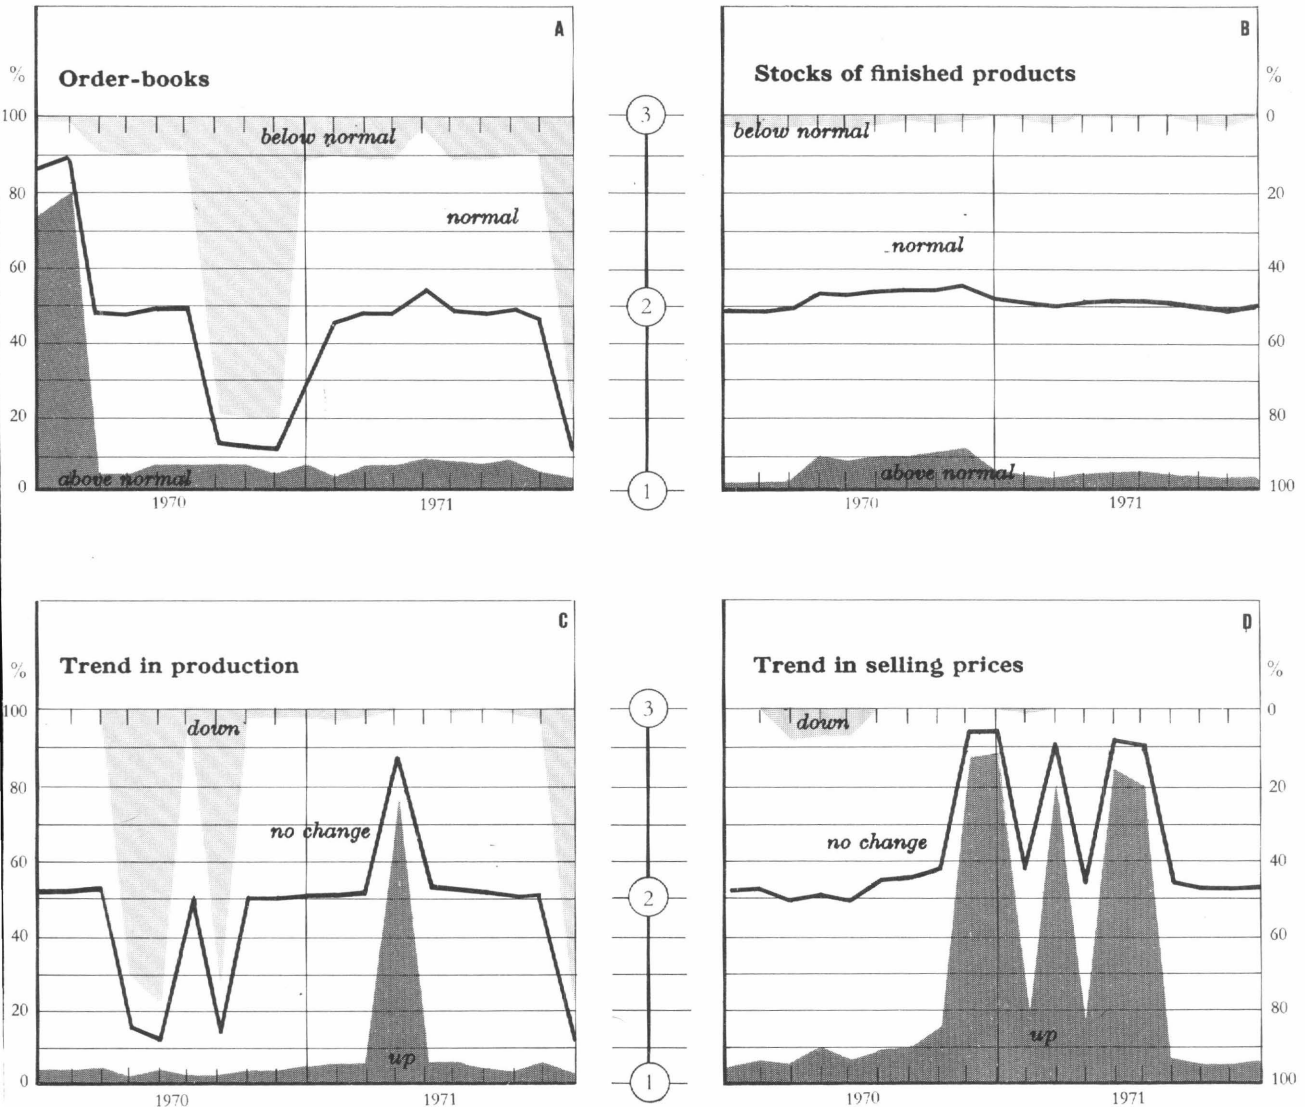 A
B
%
Order-books
Stocks of finished products
%
100
3
0
below normal
below normal
80
normal
20
normal
60
40
2
40
60
20
80
above normal
above normal
0
1
100
1970
1971
1970
1971
C
D
%
Trend in production
Trend in selling prices
%
100
3
0
down
down
80
20
no change
no change
60
40
2
40
60
20
80
up
up
0
1
100
1970
1971
1970
1971